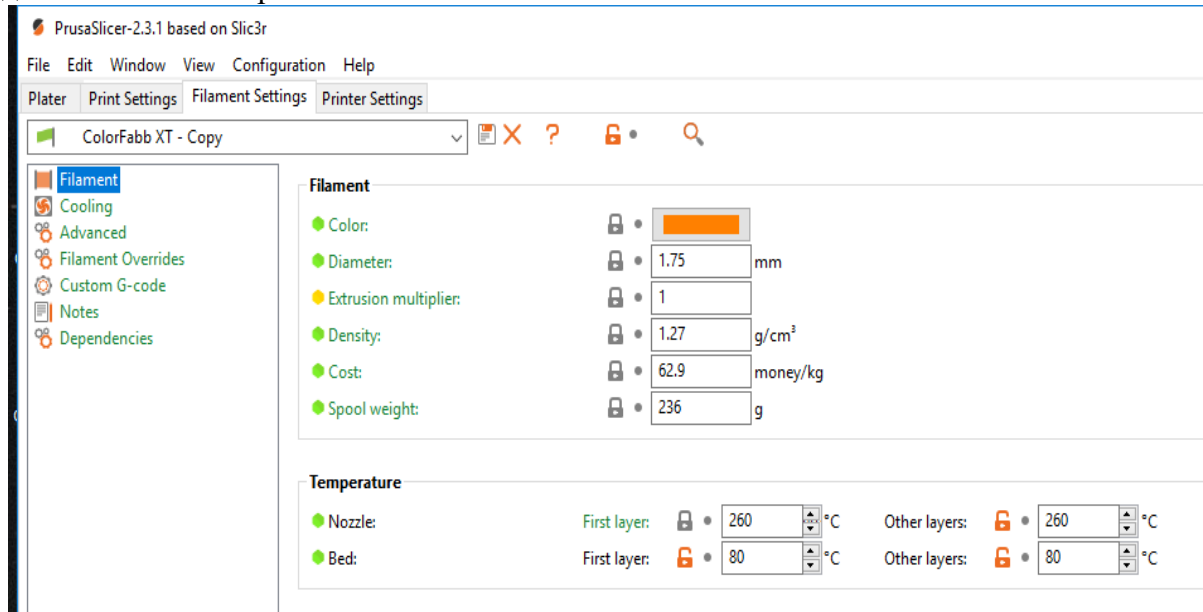 PrusaSlicer-2.3.1 based on Slic3r
File Edit Window View Configuration Help
Plater Print Settings Filament Settings Printer Settings
ColorFabb XT - Copy
?
Filament
Cooling
Advanced
Filament Overrides
Custom G-code
Notes
Dependencies
Filament
Color:
Diameter: 1.75 mm
Extrusion multiplier: 1
Density: 1.27 g/cm³
Cost: 62.9 money/kg
Spool weight: 236 g
Temperature
Nozzle: First layer: 260 °C Other layers: 260 °C
Bed: First layer: 80 °C Other layers: 80 °C